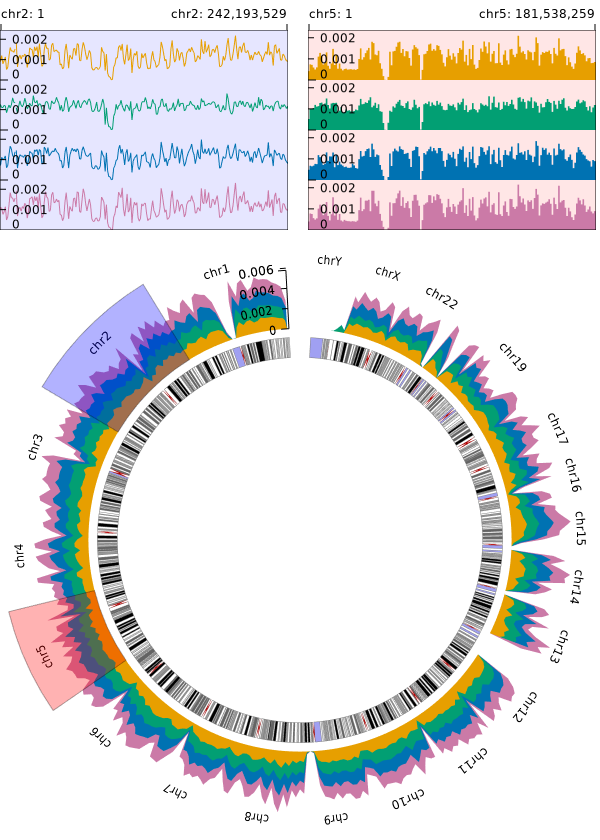 chr2: 1 chr2: 242,193,529 chr5: 1 chr5: 181,538,259
0.002 0.002
0.001 0.001
0 0
0.002 0.002
0.001 0.001
0 0
0.002 0.002
0.001 0.001
0 0
0.002 0.002
0.001 0.001
0 0
chr1 0.006 chrY chrX
0.004
0.002
0
chr22
chr2
chr19
chr3
chr17
chr16
chr4
chr15
chr14
chr5
chr13
chr6
chr12
chr11
chr7
chr10
chr8
chr9